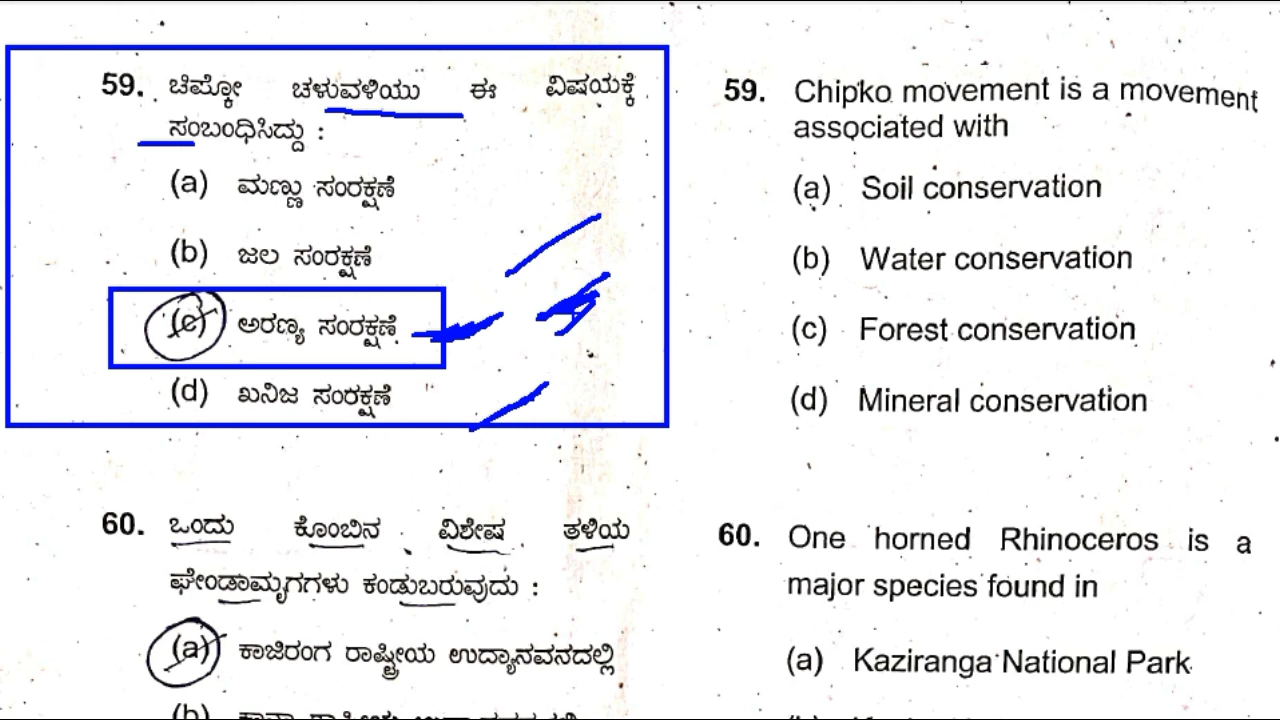 59. ಚಿಪ್ಕೋ ಚಳುವಳಿಯು ಈ ವಿಷಯಕ್ಕೆ
ಸಂಬಂಧಿಸಿದ್ದು :
(a) ಮಣ್ಣು ಸಂರಕ್ಷಣೆ
(b) ಜಲ ಸಂರಕ್ಷಣೆ
(c) ಅರಣ್ಯ ಸಂರಕ್ಷಣೆ
(d) ಖನಿಜ ಸಂರಕ್ಷಣೆ
60. ಒಂದು ಕೊಂಬಿನ ವಿಶೇಷ ತಳಿಯ
ಘೇಂಡಾಮೃಗಗಳು ಕಂಡುಬರುವುದು :
(a) ಕಾಜಿರಂಗ ರಾಷ್ಟ್ರೀಯ ಉದ್ಯಾನವನದಲ್ಲಿ
(b)
59. Chipko movement is a movement
associated with
(a) Soil conservation
(b) Water conservation
(c) Forest conservation
(d) Mineral conservation
60. One horned Rhinoceros is a
major species found in
(a) Kaziranga National Park